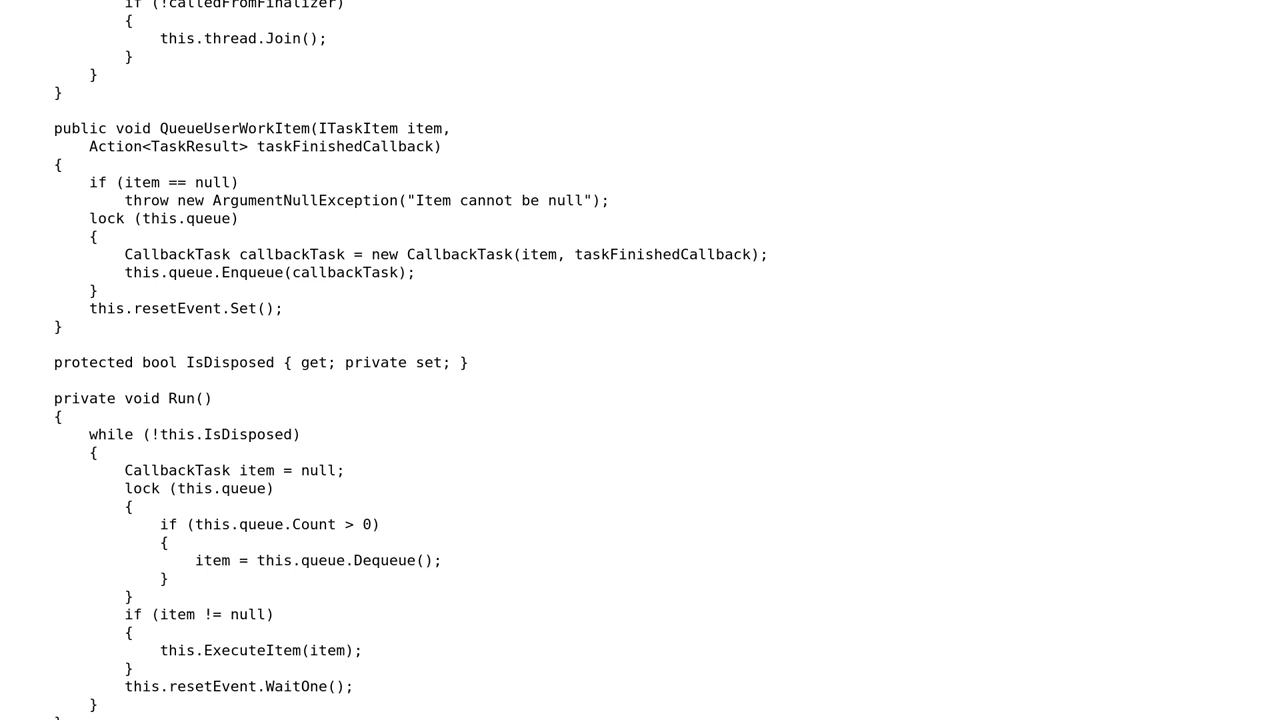 if (!calledFromFinalizer)
{
this.thread.Join();
}
}
}
public void QueueUserWorkItem(ITaskItem item,
Action<TaskResult> taskFinishedCallback)
{
if (item == null)
throw new ArgumentNullException("Item cannot be null");
lock (this.queue)
{
CallbackTask callbackTask = new CallbackTask(item, taskFinishedCallback);
this.queue.Enqueue(callbackTask);
}
this.resetEvent.Set();
}
protected bool IsDisposed { get; private set; }
private void Run()
{
while (!this.IsDisposed)
{
CallbackTask item = null;
lock (this.queue)
{
if (this.queue.Count > 0)
{
item = this.queue.Dequeue();
}
}
if (item != null)
{
this.ExecuteItem(item);
}
this.resetEvent.WaitOne();
}
}